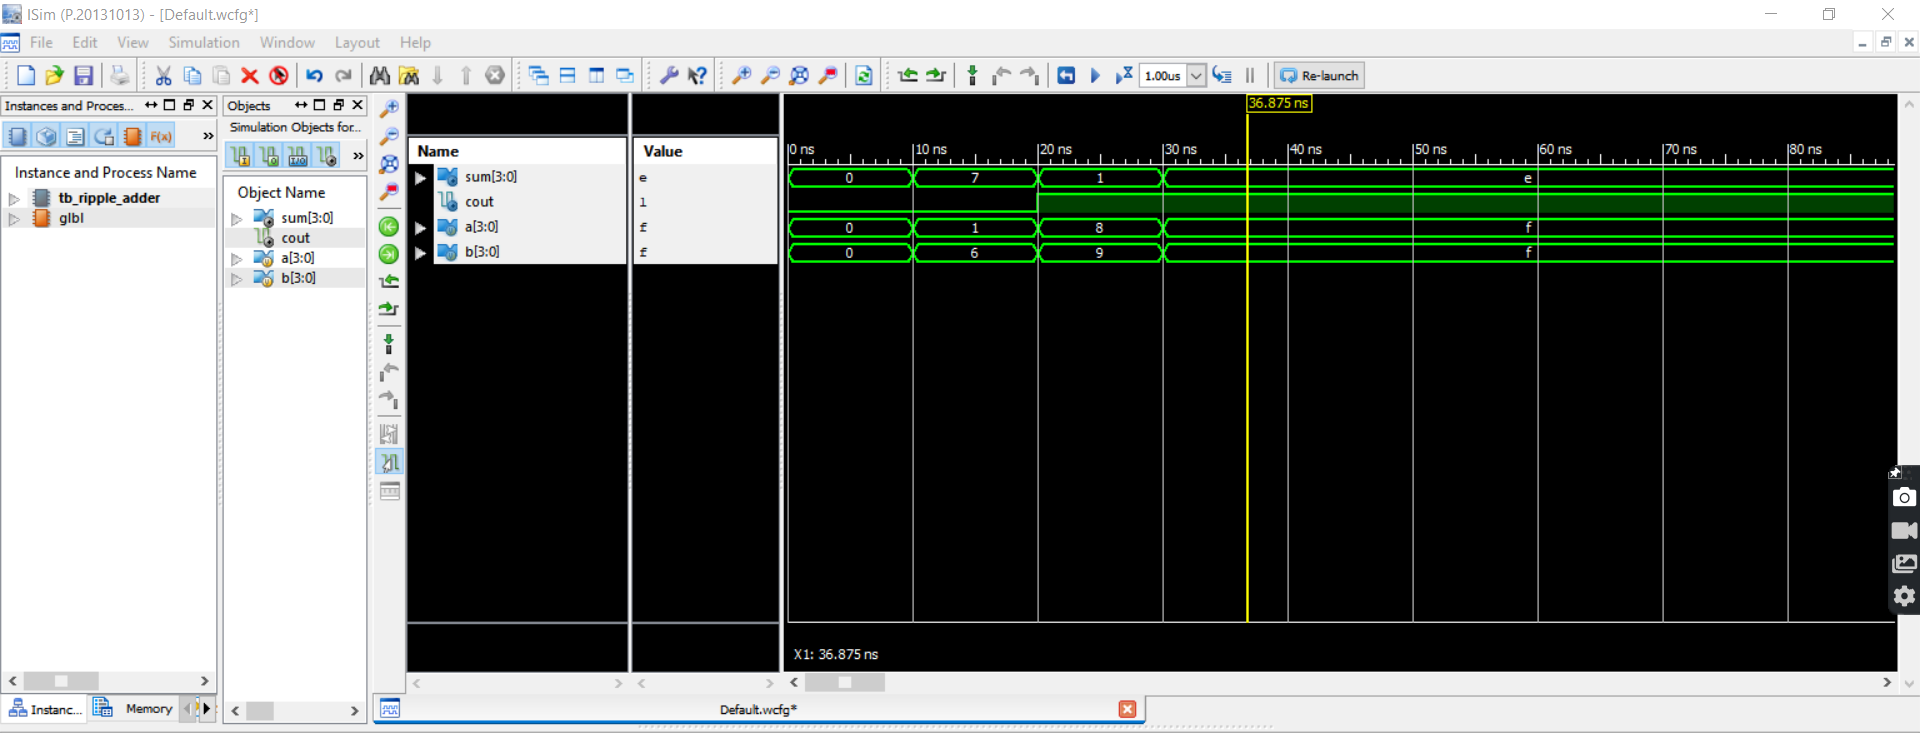 ISim (P.20131013) - [Default.wcfg*]
File Edit View Simulation Window Layout Help
1.00us Re-launch
Instances and Proces...
F(x)
Instance and Process Name
tb_ripple_adder
glbl
Instanc... Memory
Objects
Simulation Objects for...
Object Name
sum[3:0]
cout
a[3:0]
b[3:0]
Name Value
sum[3:0] e
cout 1
a[3:0] f
b[3:0] f
36.875 ns
0 ns 10 ns 20 ns 30 ns 40 ns 50 ns 60 ns 70 ns 80 ns
0 7 1 e
0 1 8 f
0 6 9 f
X1: 36.875 ns
Default.wcfg*